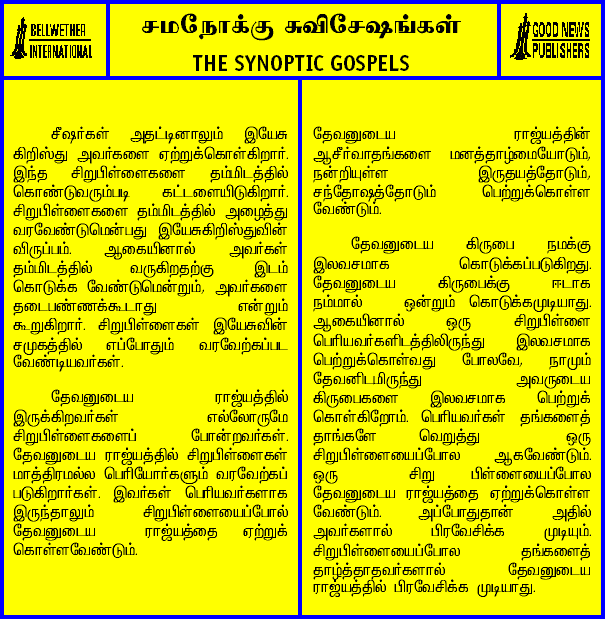 BELLWETHER
INTERNATIONAL
சமநோக்கு சுவிசேஷங்கள்
THE SYNOPTIC GOSPELS
GOOD NEWS
PUBLISHERS
சீஷர்கள் அதட்டினாலும் இயேசு
கிறிஸ்து அவர்களை ஏற்றுக்கொள்கிறார்.
இந்த சிறுபிள்ளைகளை தம்மிடத்தில்
கொண்டுவரும்படி கட்டளையிடுகிறார்.
சிறுபிள்ளைகளை தம்மிடத்தில் அழைத்து
வரவேண்டுமென்பது இயேசுகிறிஸ்துவின்
விருப்பம். ஆகையினால் அவர்கள்
தம்மிடத்தில் வருகிறதற்கு இடம்
கொடுக்க வேண்டுமென்றும், அவர்களை
தடைபண்ணக்கூடாது என்றும்
கூறுகிறார். சிறுபிள்ளைகள் இயேசுவின்
சமுகத்தில் எப்போதும் வரவேற்கப்பட
வேண்டியவர்கள்.
தேவனுடைய ராஜ்யத்தில்
இருக்கிறவர்கள் எல்லோருமே
சிறுபிள்ளைகளைப் போன்றவர்கள்.
தேவனுடைய ராஜ்யத்தில் சிறுபிள்ளைகள்
மாத்திரமல்ல பெரியோர்களும் வரவேற்கப்
படுகிறார்கள். இவர்கள் பெரியவர்களாக
இருந்தாலும் சிறுபிள்ளையைப்போல்
தேவனுடைய ராஜ்யத்தை ஏற்றுக்
கொள்ளவேண்டும்.
தேவனுடைய ராஜ்யத்தின்
ஆசீர்வாதங்களை மனத்தாழ்மையோடும்,
நன்றியுள்ள இருதயத்தோடும்,
சந்தோஷத்தோடும் பெற்றுக்கொள்ள
வேண்டும்.
தேவனுடைய கிருபை நமக்கு
இலவசமாக கொடுக்கப்படுகிறது.
தேவனுடைய கிருபைக்கு ஈடாக
நம்மால் ஒன்றும் கொடுக்கமுடியாது.
ஆகையினால் ஒரு சிறுபிள்ளை
பெரியவர்களிடத்திலிருந்து இலவசமாக
பெற்றுக்கொள்வது போலவே, நாமும்
தேவனிடமிருந்து அவருடைய
கிருபைகளை இலவசமாக பெற்றுக்
கொள்கிறோம். பெரியவர்கள் தங்களைத்
தாங்களே வெறுத்து ஒரு
சிறுபிள்ளையைப்போல ஆகவேண்டும்.
ஒரு சிறு பிள்ளையைப்போல
தேவனுடைய ராஜ்யத்தை ஏற்றுக்கொள்ள
வேண்டும். அப்போதுதான் அதில்
அவர்களால் பிரவேசிக்க முடியும்.
சிறுபிள்ளையைப்போல தங்களைத்
தாழ்த்தாதவர்களால் தேவனுடைய
ராஜ்யத்தில் பிரவேசிக்க முடியாது.